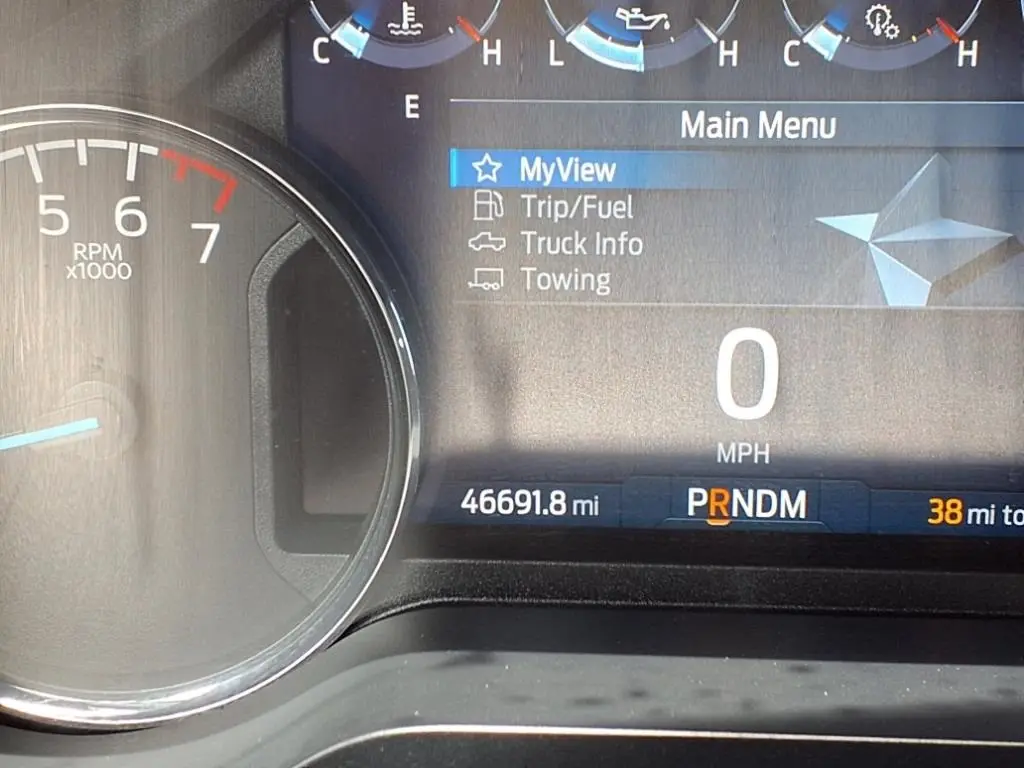 C H L H C H
E
Main Menu
MyView
Trip/Fuel
Truck Info
Towing
5 6 7
RPM
x1000
0
MPH
46691.8 mi PRNDM 38 mi to